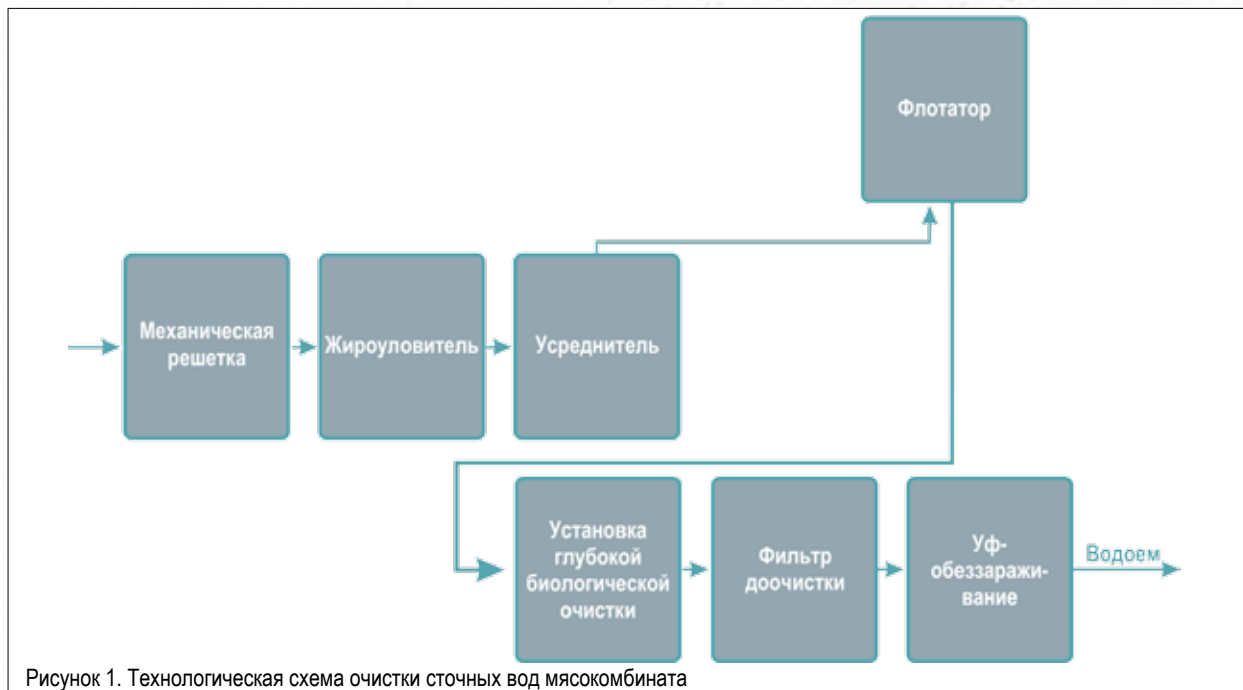 Флотатор
Механическая
решетка
Жироуловитель
Усреднитель
Установка
глубокой
биологической
очистки
Фильтр
доочистки
Уф-
обеззаражи-
вание
Водоем
Рисунок 1. Технологическая схема очистки сточных вод мясокомбината